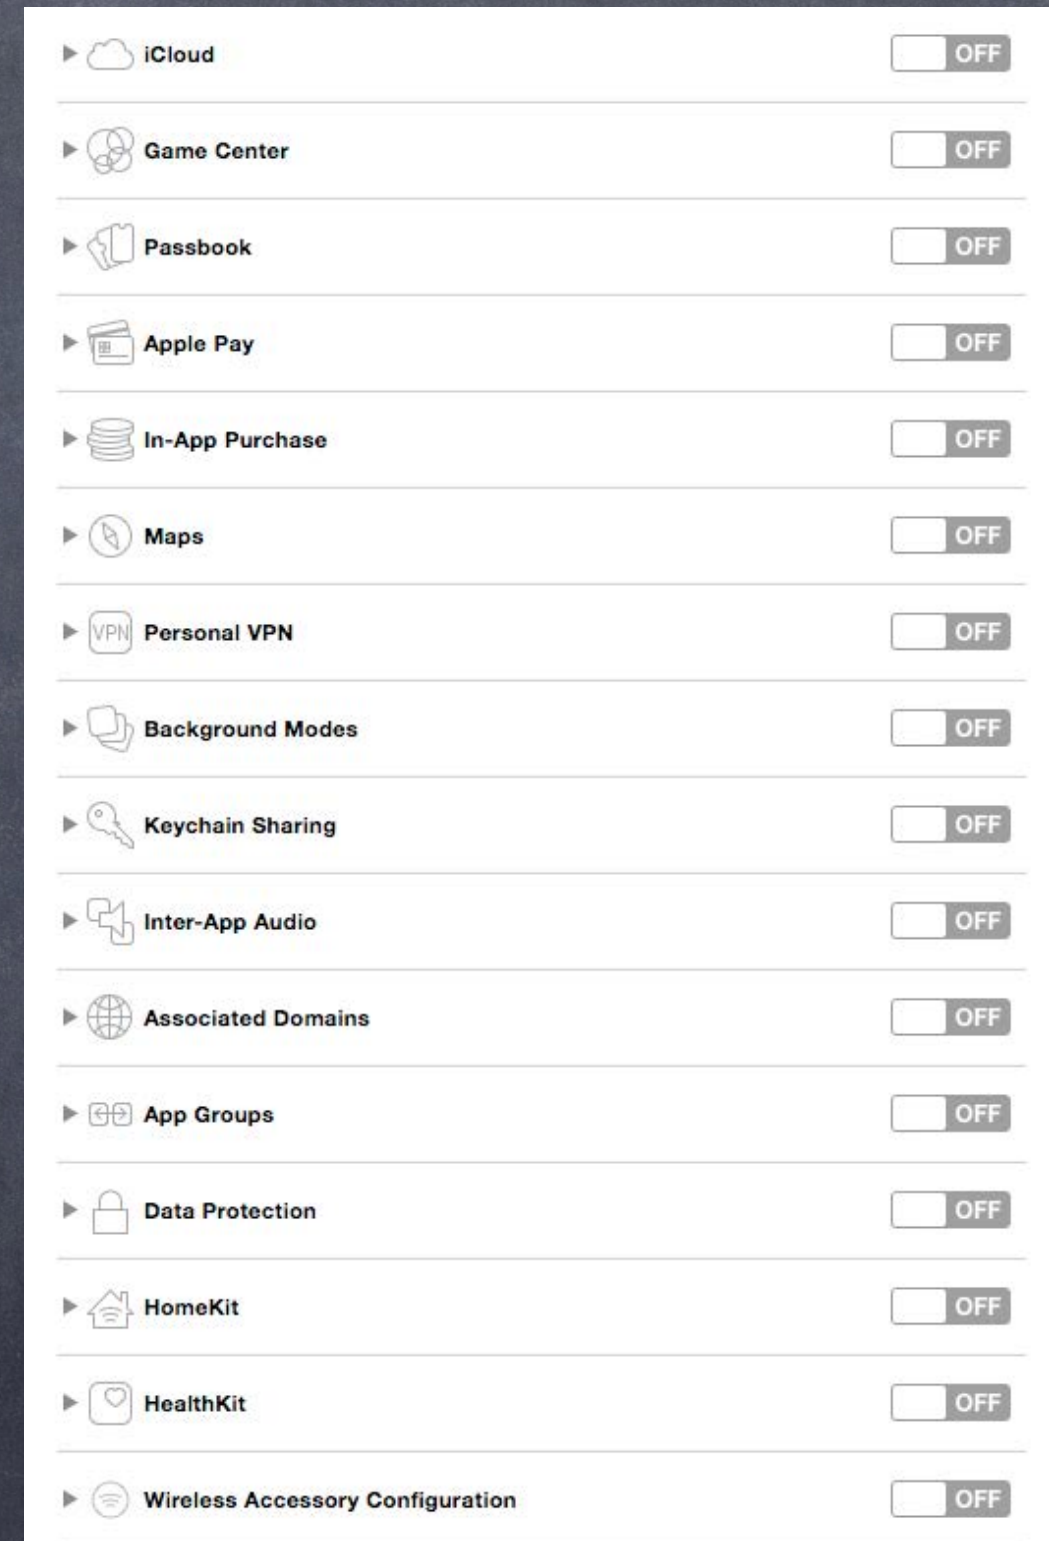 iCloud OFF
Game Center OFF
Passbook OFF
Apple Pay OFF
In-App Purchase OFF
Maps OFF
VPN Personal VPN OFF
Background Modes OFF
Keychain Sharing OFF
Inter-App Audio OFF
Associated Domains OFF
App Groups OFF
Data Protection OFF
HomeKit OFF
HealthKit OFF
Wireless Accessory Configuration OFF